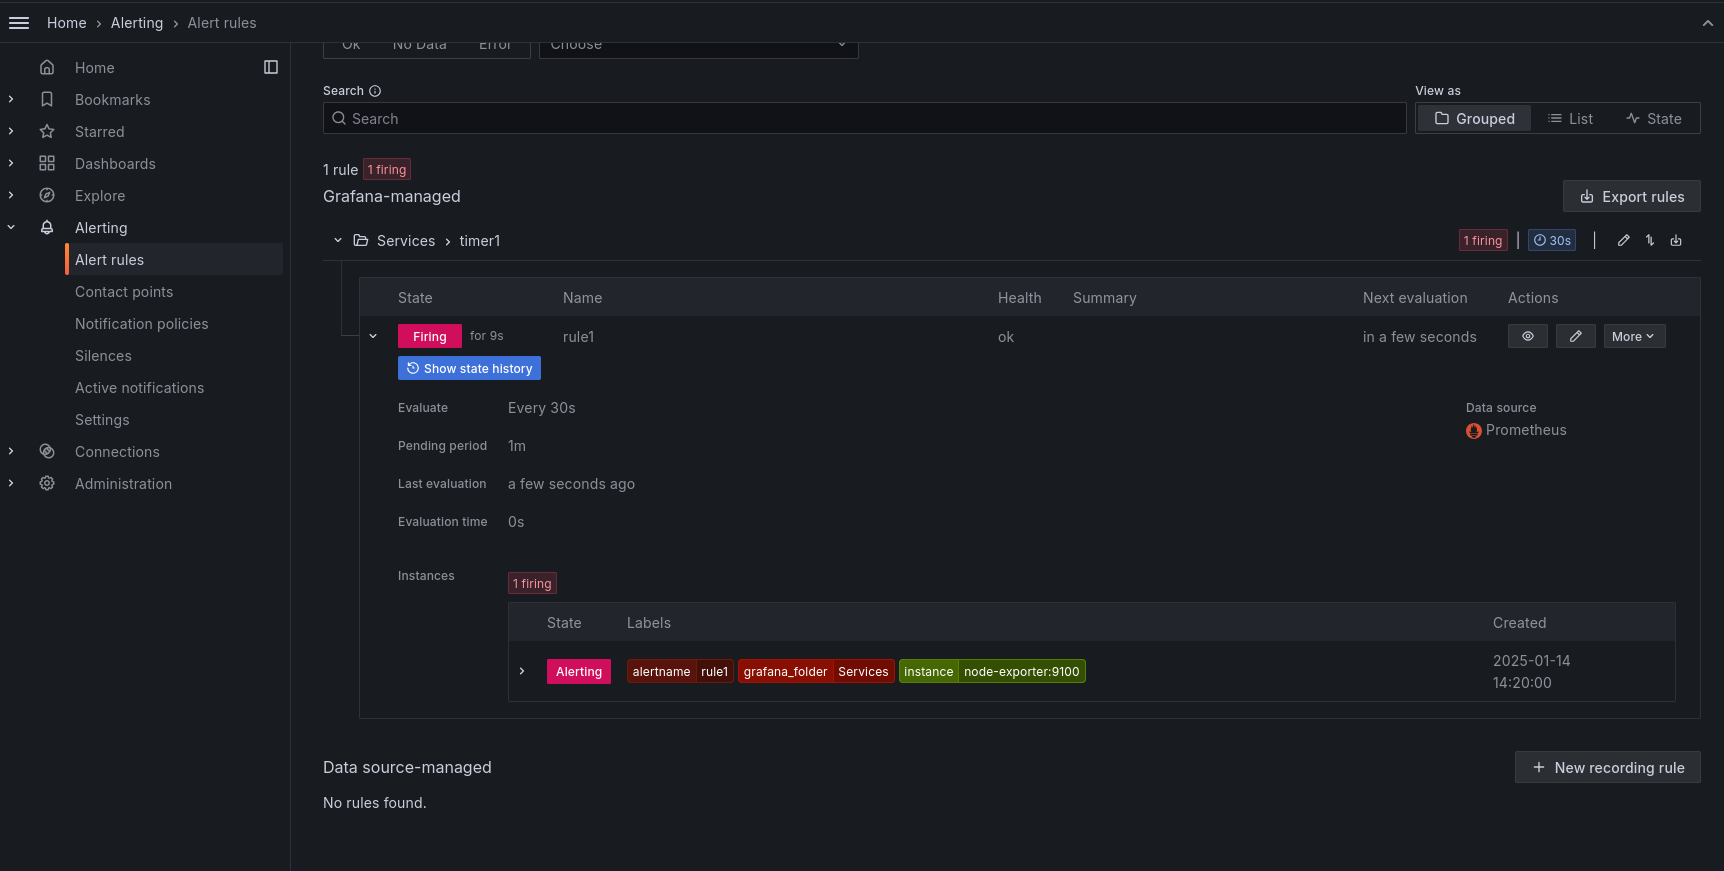 Home › Alerting › Alert rules
Home
Bookmarks
Starred
Dashboards
Explore
Alerting
Alert rules
Contact points
Notification policies
Silences
Active notifications
Settings
Connections
Administration
Ok No Data Error Choose
Search
View as
Search
Grouped List State
1 rule 1 firing
Grafana-managed
Export rules
Services › timer1
1 firing | 30s |
State Name Health Summary Next evaluation Actions
Firing for 9s rule1 ok in a few seconds More
Show state history
Evaluate Every 30s
Data source
Prometheus
Pending period 1m
Last evaluation a few seconds ago
Evaluation time 0s
Instances 1 firing
State Labels Created
Alerting alertname rule1 grafana_folder Services instance node-exporter:9100
2025-01-14
14:20:00
Data source-managed
New recording rule
No rules found.